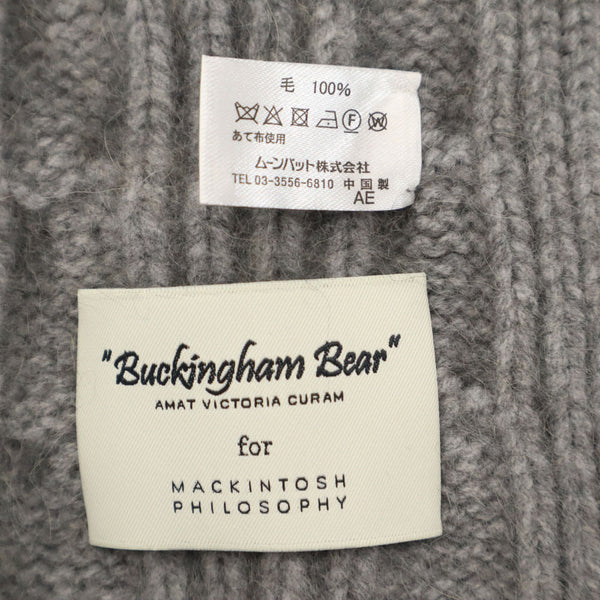 毛 100%
F W
あて布使用
ムーンバット株式会社
TEL 03-3556-6810 中国製
AE
"Buckingham Bear"
AMAT VICTORIA CURAM
for
MACKINTOSH
PHILOSOPHY